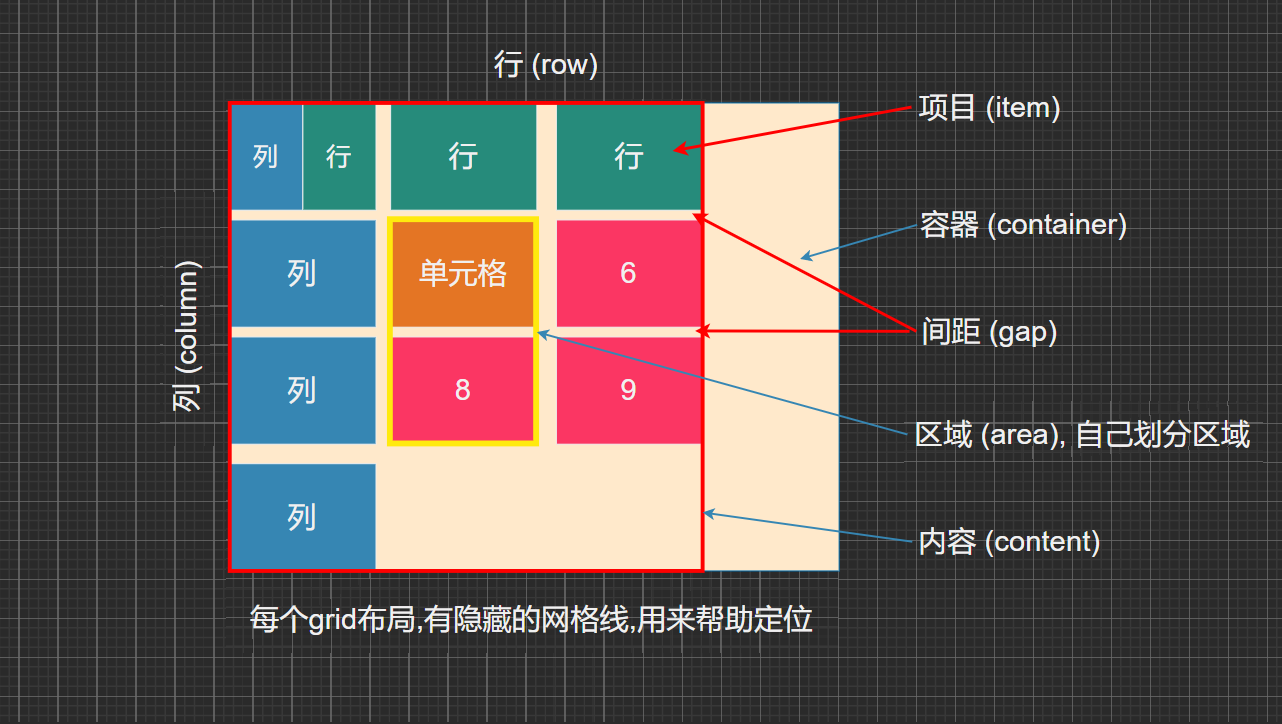 行 (row)
项目 (item)
列 行 行 行
容器 (container)
列 单元格 6
列 (column)
间距 (gap)
列 8 9
区域 (area), 自己划分区域
列
内容 (content)
每个grid布局,有隐藏的网格线,用来帮助定位